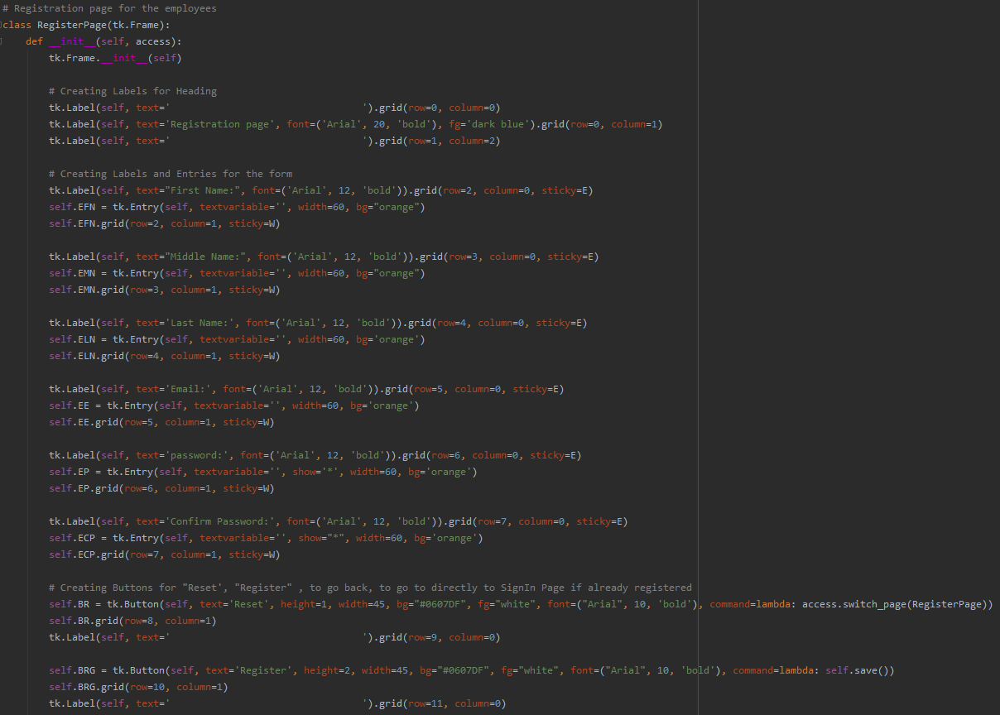 # Registration page for the employees
class RegisterPage(tk.Frame):
    def __init__(self, access):
        tk.Frame.__init__(self)

        # Creating Labels for Heading
        tk.Label(self, text='                                 ').grid(row=0, column=0)
        tk.Label(self, text='Registration page', font=('Arial', 20, 'bold'), fg='dark blue').grid(row=0, column=1)
        tk.Label(self, text='                                 ').grid(row=1, column=2)

        # Creating Labels and Entries for the form
        tk.Label(self, text="First Name:", font=('Arial', 12, 'bold')).grid(row=2, column=0, sticky=E)
        self.EFN = tk.Entry(self, textvariable='', width=60, bg="orange")
        self.EFN.grid(row=2, column=1, sticky=W)

        tk.Label(self, text="Middle Name:", font=('Arial', 12, 'bold')).grid(row=3, column=0, sticky=E)
        self.EMN = tk.Entry(self, textvariable='', width=60, bg="orange")
        self.EMN.grid(row=3, column=1, sticky=W)

        tk.Label(self, text='Last Name:', font=('Arial', 12, 'bold')).grid(row=4, column=0, sticky=E)
        self.ELN = tk.Entry(self, textvariable='', width=60, bg='orange')
        self.ELN.grid(row=4, column=1, sticky=W)

        tk.Label(self, text='Email:', font=('Arial', 12, 'bold')).grid(row=5, column=0, sticky=E)
        self.EE = tk.Entry(self, textvariable='', width=60, bg='orange')
        self.EE.grid(row=5, column=1, sticky=W)

        tk.Label(self, text='password:', font=('Arial', 12, 'bold')).grid(row=6, column=0, sticky=E)
        self.EP = tk.Entry(self, textvariable='', show='*', width=60, bg='orange')
        self.EP.grid(row=6, column=1, sticky=W)

        tk.Label(self, text='Confirm Password:', font=('Arial', 12, 'bold')).grid(row=7, column=0, sticky=E)
        self.ECP = tk.Entry(self, textvariable='', show="*", width=60, bg='orange')
        self.ECP.grid(row=7, column=1, sticky=W)

        # Creating Buttons for "Reset', "Register" , to go back, to go to directly to SignIn Page if already registered
        self.BR = tk.Button(self, text='Reset', height=1, width=45, bg="#0607DF", fg="white", font=("Arial", 10, 'bold'), command=lambda: access.switch_page(RegisterPage))
        self.BR.grid(row=8, column=1)
        tk.Label(self, text='                                 ').grid(row=9, column=0)

        self.BRG = tk.Button(self, text='Register', height=2, width=45, bg="#0607DF", fg="white", font=("Arial", 10, 'bold'), command=lambda: self.save())
        self.BRG.grid(row=10, column=1)
        tk.Label(self, text='                                 ').grid(row=11, column=0)